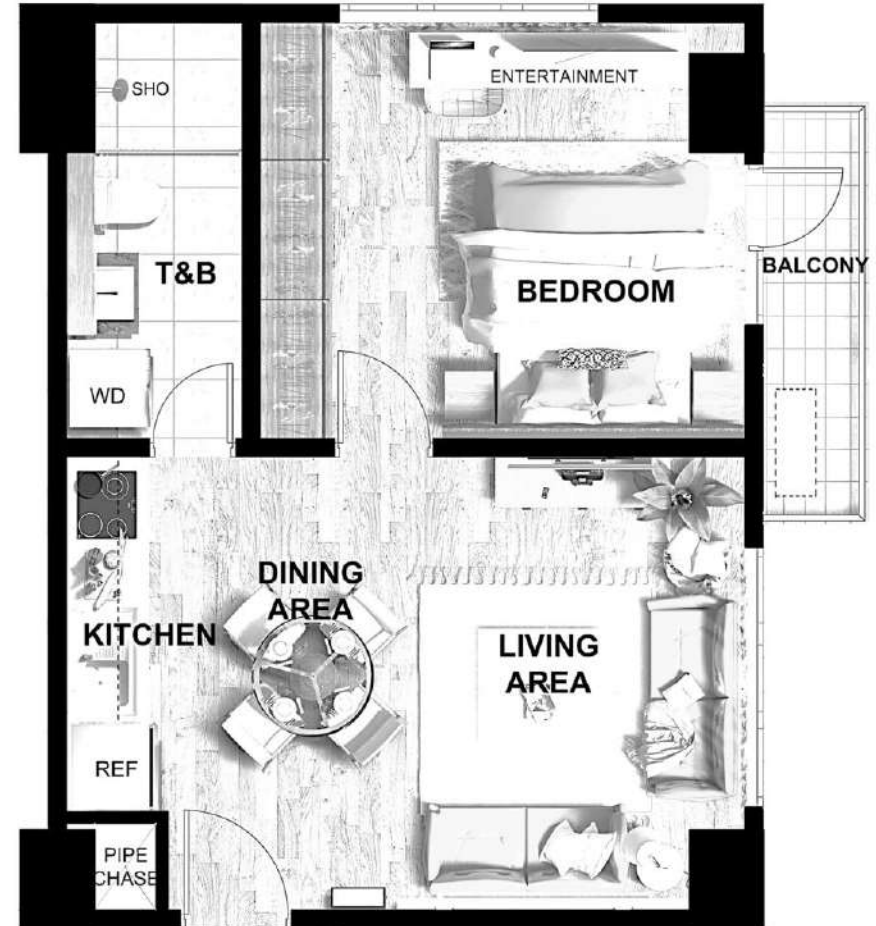 SHO
ENTERTAINMENT
T&B
BEDROOM
BALCONY
WD
DINING
AREA
KITCHEN
LIVING
AREA
REF
PIPE
CHASE